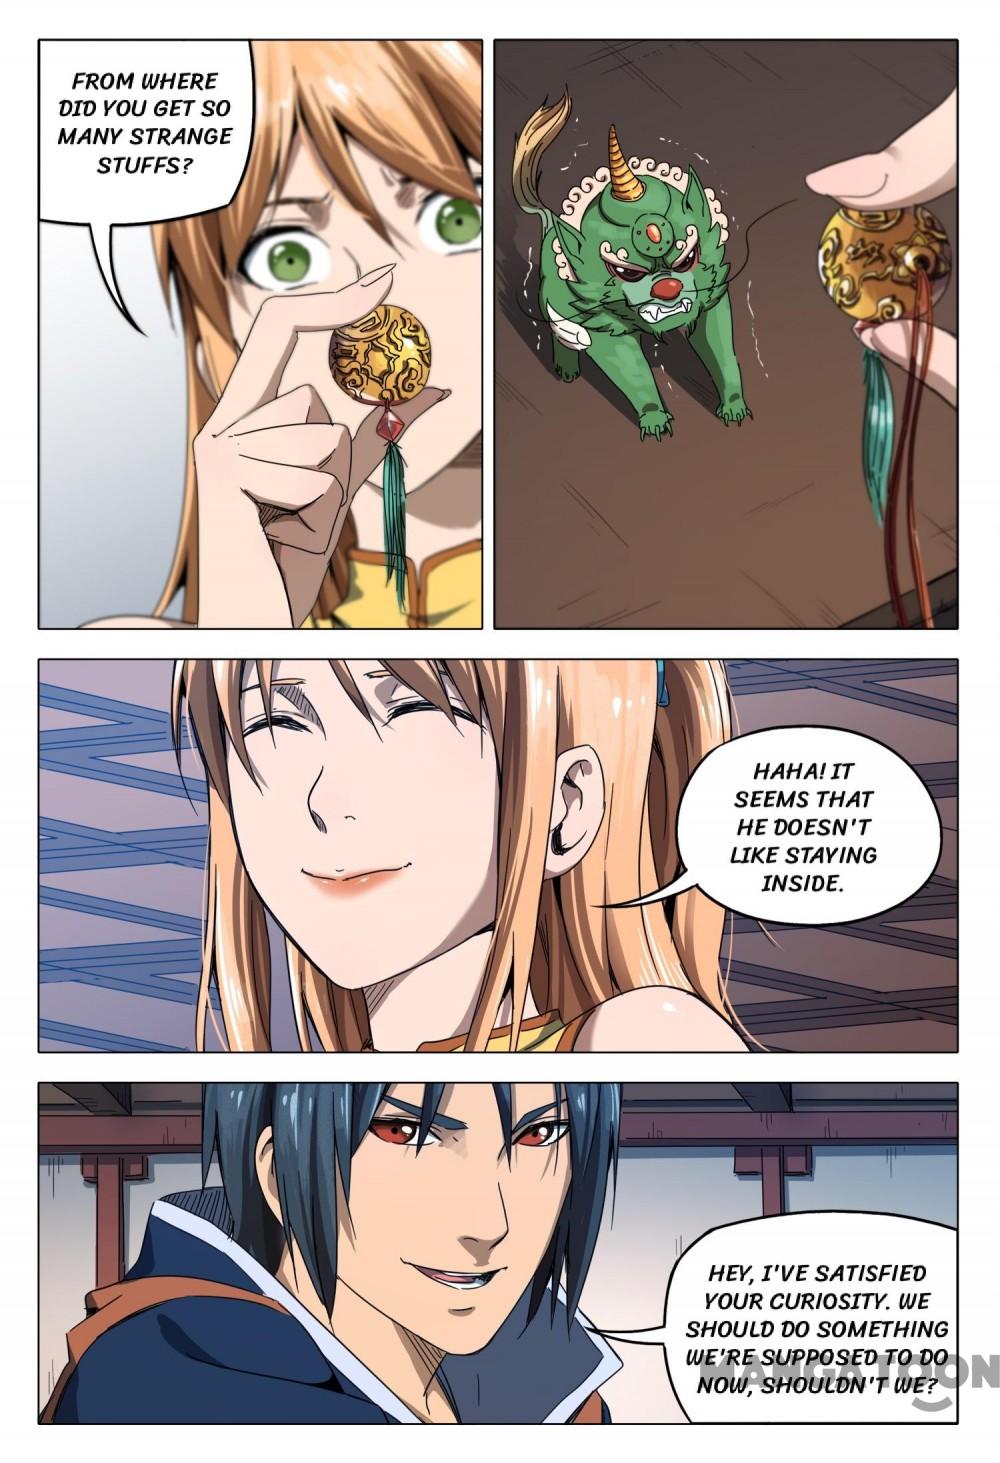 FROM WHERE
DID YOU GET SO
MANY STRANGE
STUFFS?
HAHA! IT
SEEMS THAT
HE DOESN'T
LIKE STAYING
INSIDE.
HEY, I'VE SATISFIED
YOUR CURIOSITY. WE
SHOULD DO SOMETHING
WE'RE SUPPOSED TO DO
NOW, SHOULDN'T WE?
MANGATOON